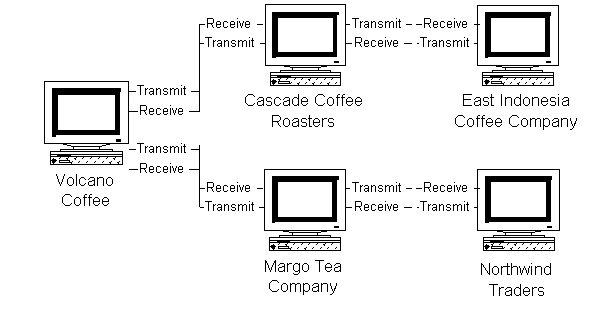 Receive Transmit Receive
Transmit Receive Transmit
Transmit
Receive
Cascade Coffee
Roasters
East Indonesia
Coffee Company
Transmit
Receive
Volcano
Coffee
Receive Transmit Receive
Transmit Receive Transmit
Margo Tea
Company
Northwind
Traders